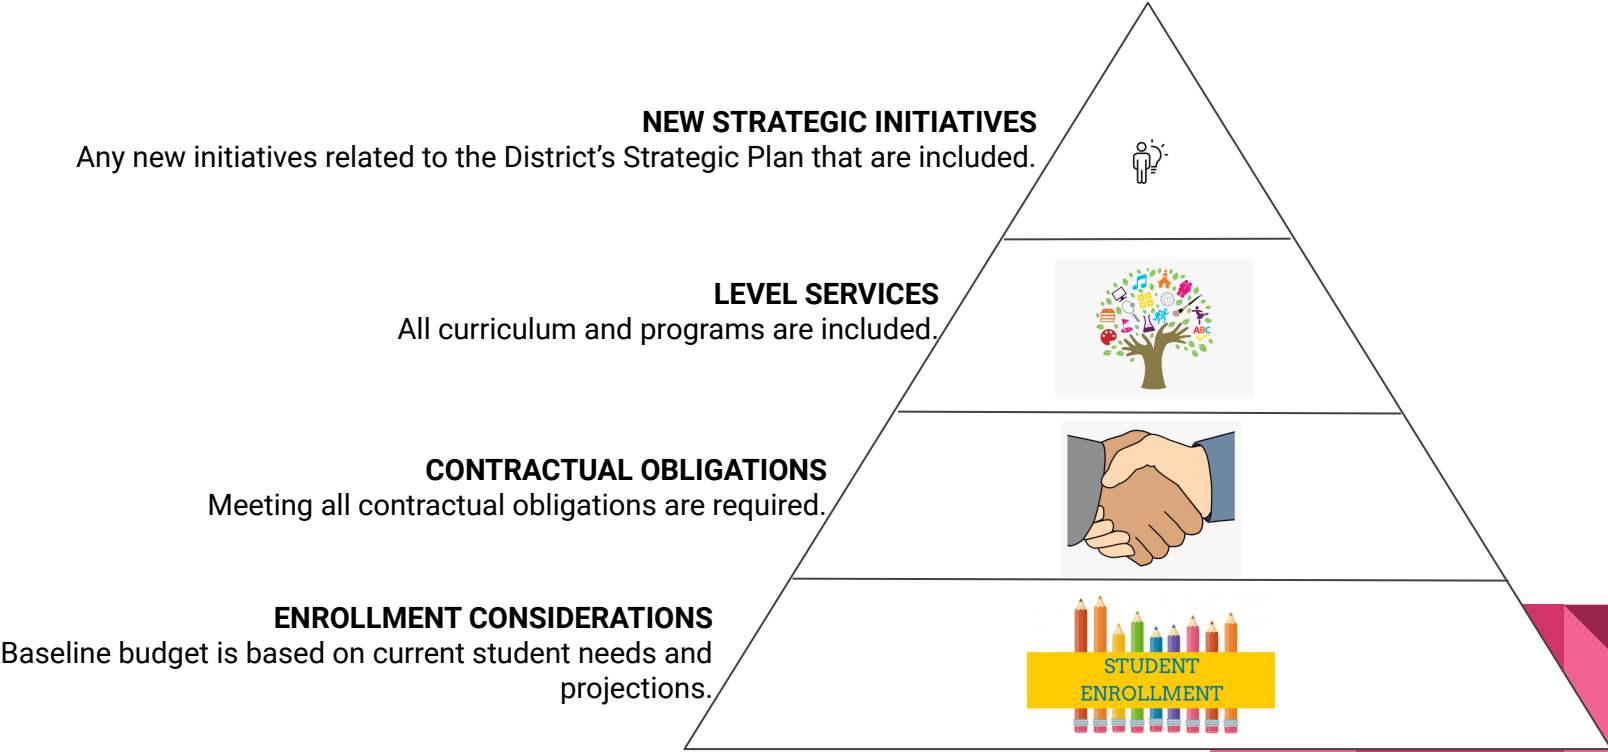 NEW STRATEGIC INITIATIVES
Any new initiatives related to the District's Strategic Plan that are included.
LEVEL SERVICES
All curriculum and programs are included.
ABC
CONTRACTUAL OBLIGATIONS
Meeting all contractual obligations are required.
ENROLLMENT CONSIDERATIONS
Baseline budget is based on current student needs and
projections.
STUDENT
ENROLLMENT